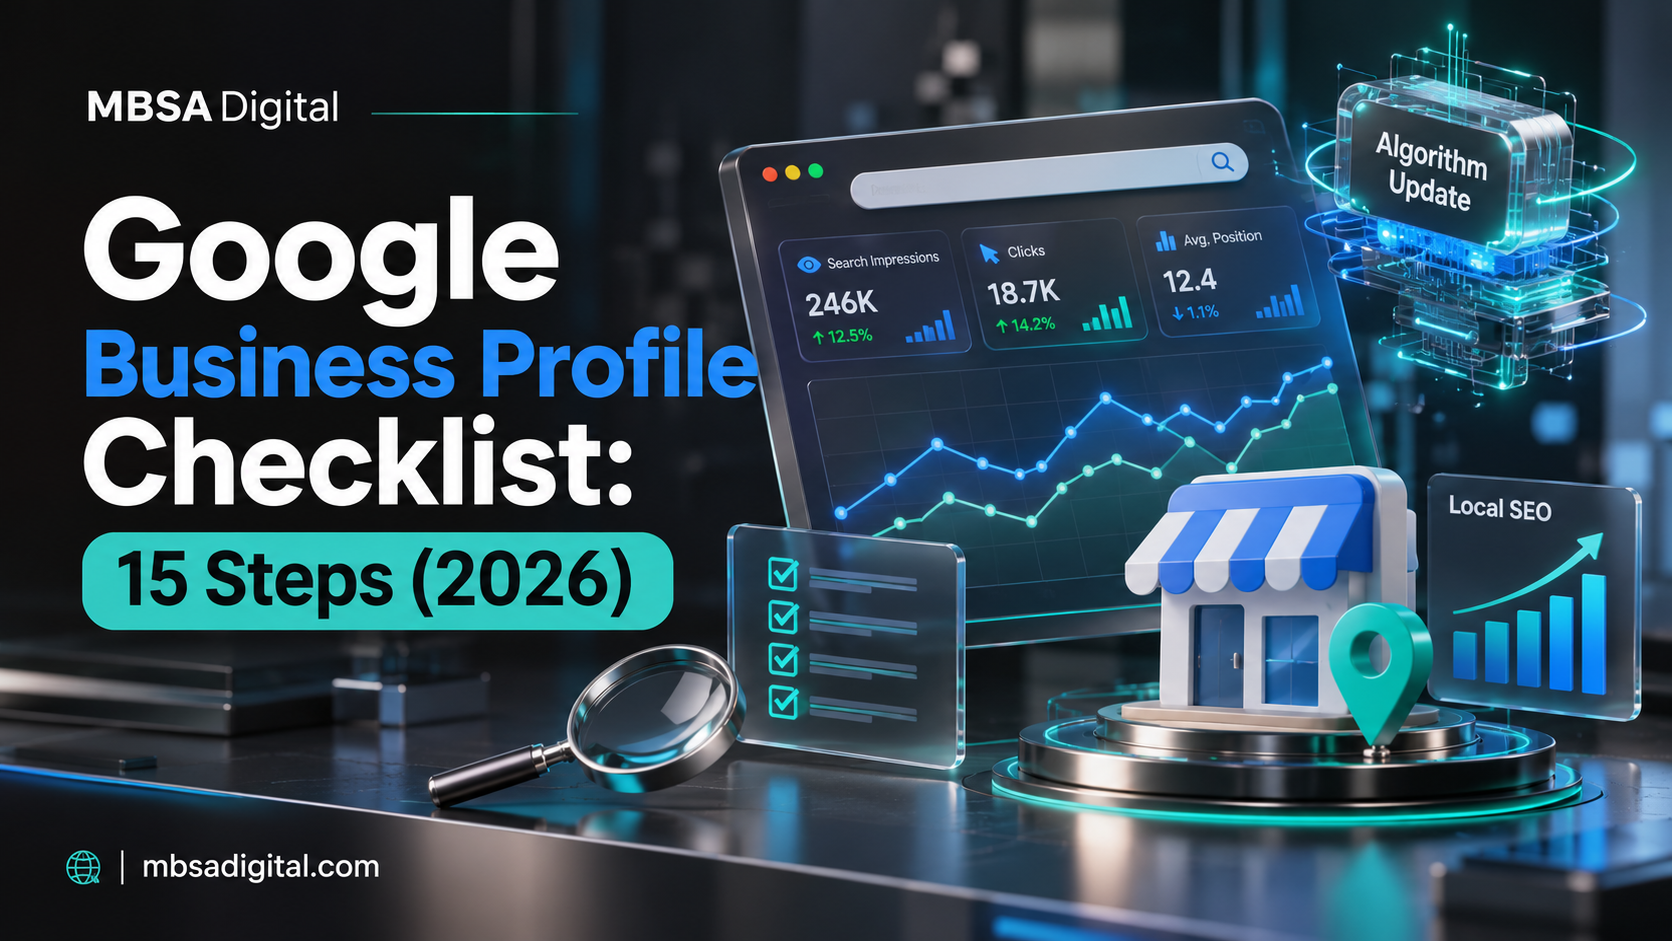 MBSA Digital
Google
Business Profile
Checklist:
15 Steps (2026)
mbsadigital.com
Search Impressions
246K
↑ 12.5%
Clicks
18.7K
↑ 14.2%
Avg. Position
12.4
↓ 1.1%
Algorithm
Update
Local SEO